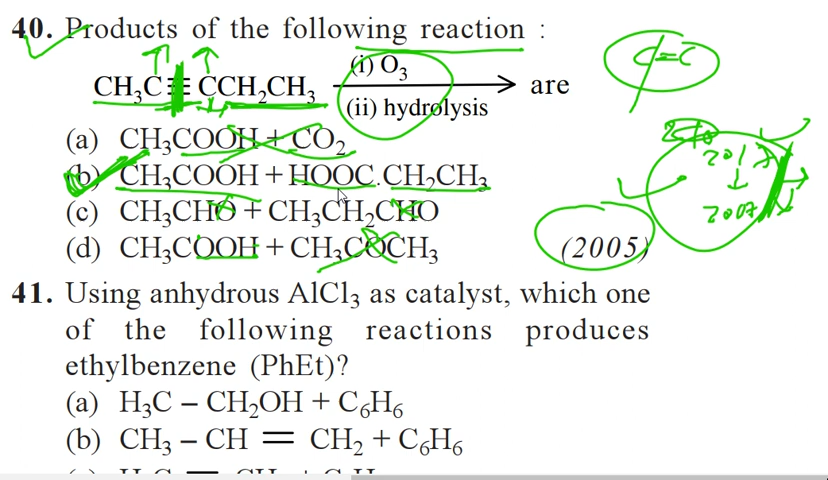 40. Products of the following reaction :
CH₃C ≡ CCH₂CH₃ (i) O₃ (ii) hydrolysis are
(a) CH₃COOH + CO₂
(b) CH₃COOH + HOOC.CH₂CH₃
(c) CH₃CHO + CH₃CH₂CHO
(d) CH₃COOH + CH₃COCH₃ (2005)
C=C
2017
2007
41. Using anhydrous AlCl₃ as catalyst, which one
of the following reactions produces
ethylbenzene (PhEt)?
(a) H₃C – CH₂OH + C₆H₆
(b) CH₃ – CH = CH₂ + C₆H₆